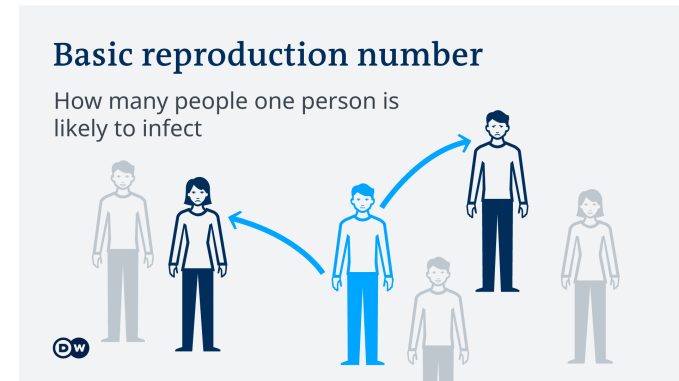 Basic reproduction number
How many people one person is
likely to infect
DW